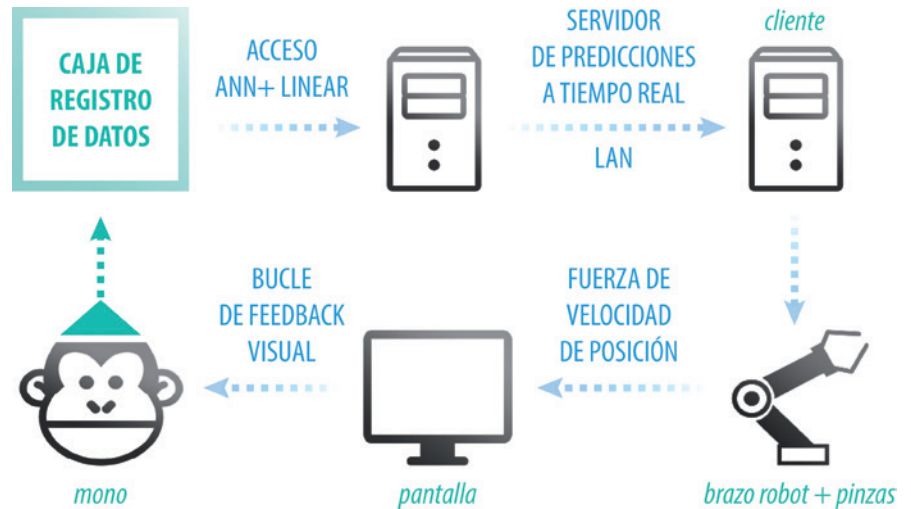 CAJA DE
REGISTRO
DE DATOS
ACCESO
ANN+ LINEAR
SERVIDOR
DE PREDICCIONES
A TIEMPO REAL
LAN
cliente
BUCLE
DE FEEDBACK
VISUAL
FUERZA DE
VELOCIDAD
DE POSICIÓN
mono
pantalla
brazo robot + pinzas